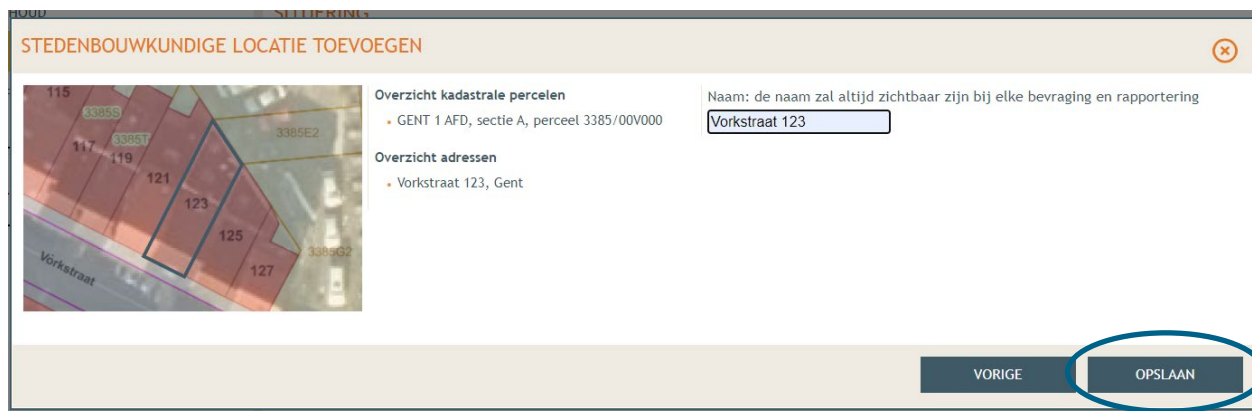 SITUERING
STEDENBOUWKUNDIGE LOCATIE TOEVOEGEN
115
3385S
3385T
117
119
121
123
125
127
3385E2
3385G2
Vorkstraat
Overzicht kadastrale percelen
GENT 1 AFD, sectie A, perceel 3385/00V000
Overzicht adressen
Vorkstraat 123, Gent
Naam: de naam zal altijd zichtbaar zijn bij elke bevraging en rapportering
Vorkstraat 123
VORIGE
OPSLAAN